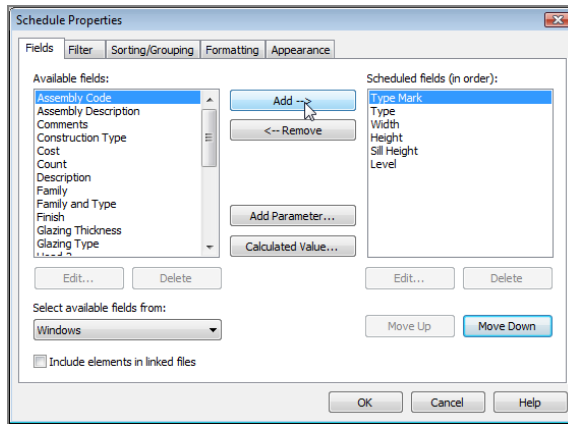 Schedule Properties
Fields Filter Sorting/Grouping Formatting Appearance
Available fields:
Assembly Code
Assembly Description
Comments
Construction Type
Cost
Count
Description
Family
Family and Type
Finish
Glazing Thickness
Glazing Type
Add -->
<-- Remove
Add Parameter...
Calculated Value...
Scheduled fields (in order):
Type Mark
Type
Width
Height
Sill Height
Level
Edit... Delete
Edit... Delete
Select available fields from:
Windows
Move Up Move Down
Include elements in linked files
OK Cancel Help